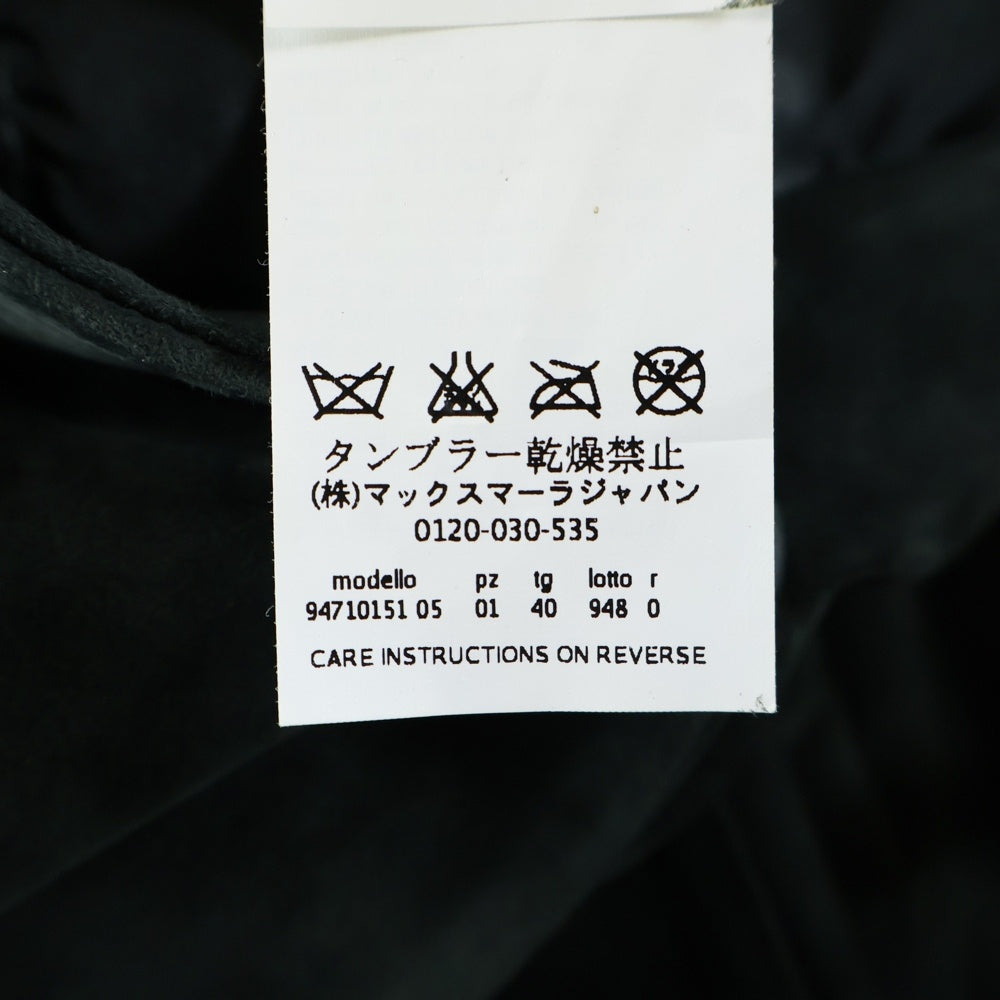 タンブラー乾燥禁止
(株)マックスマーラジャパン
0120-030-535
modello pz tg lotto r
94710151 05 01 40 948 0
CARE INSTRUCTIONS ON REVERSE